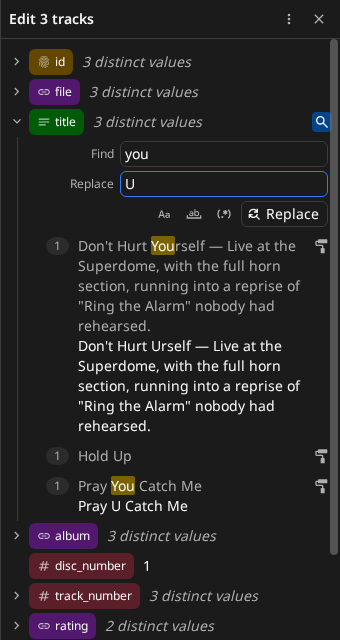 Edit 3 tracks
id 3 distinct values
file 3 distinct values
title 3 distinct values
Find you
Replace U
Aa ab. (.*) Replace
1 Don't Hurt Yourself — Live at the
Superdome, with the full horn
section, running into a reprise of
"Ring the Alarm" nobody had
rehearsed.
Don't Hurt Urself — Live at the
Superdome, with the full horn
section, running into a reprise of
"Ring the Alarm" nobody had
rehearsed.
1 Hold Up
1 Pray You Catch Me
Pray U Catch Me
album 3 distinct values
# disc_number 1
# track_number 3 distinct values
rating 2 distinct values